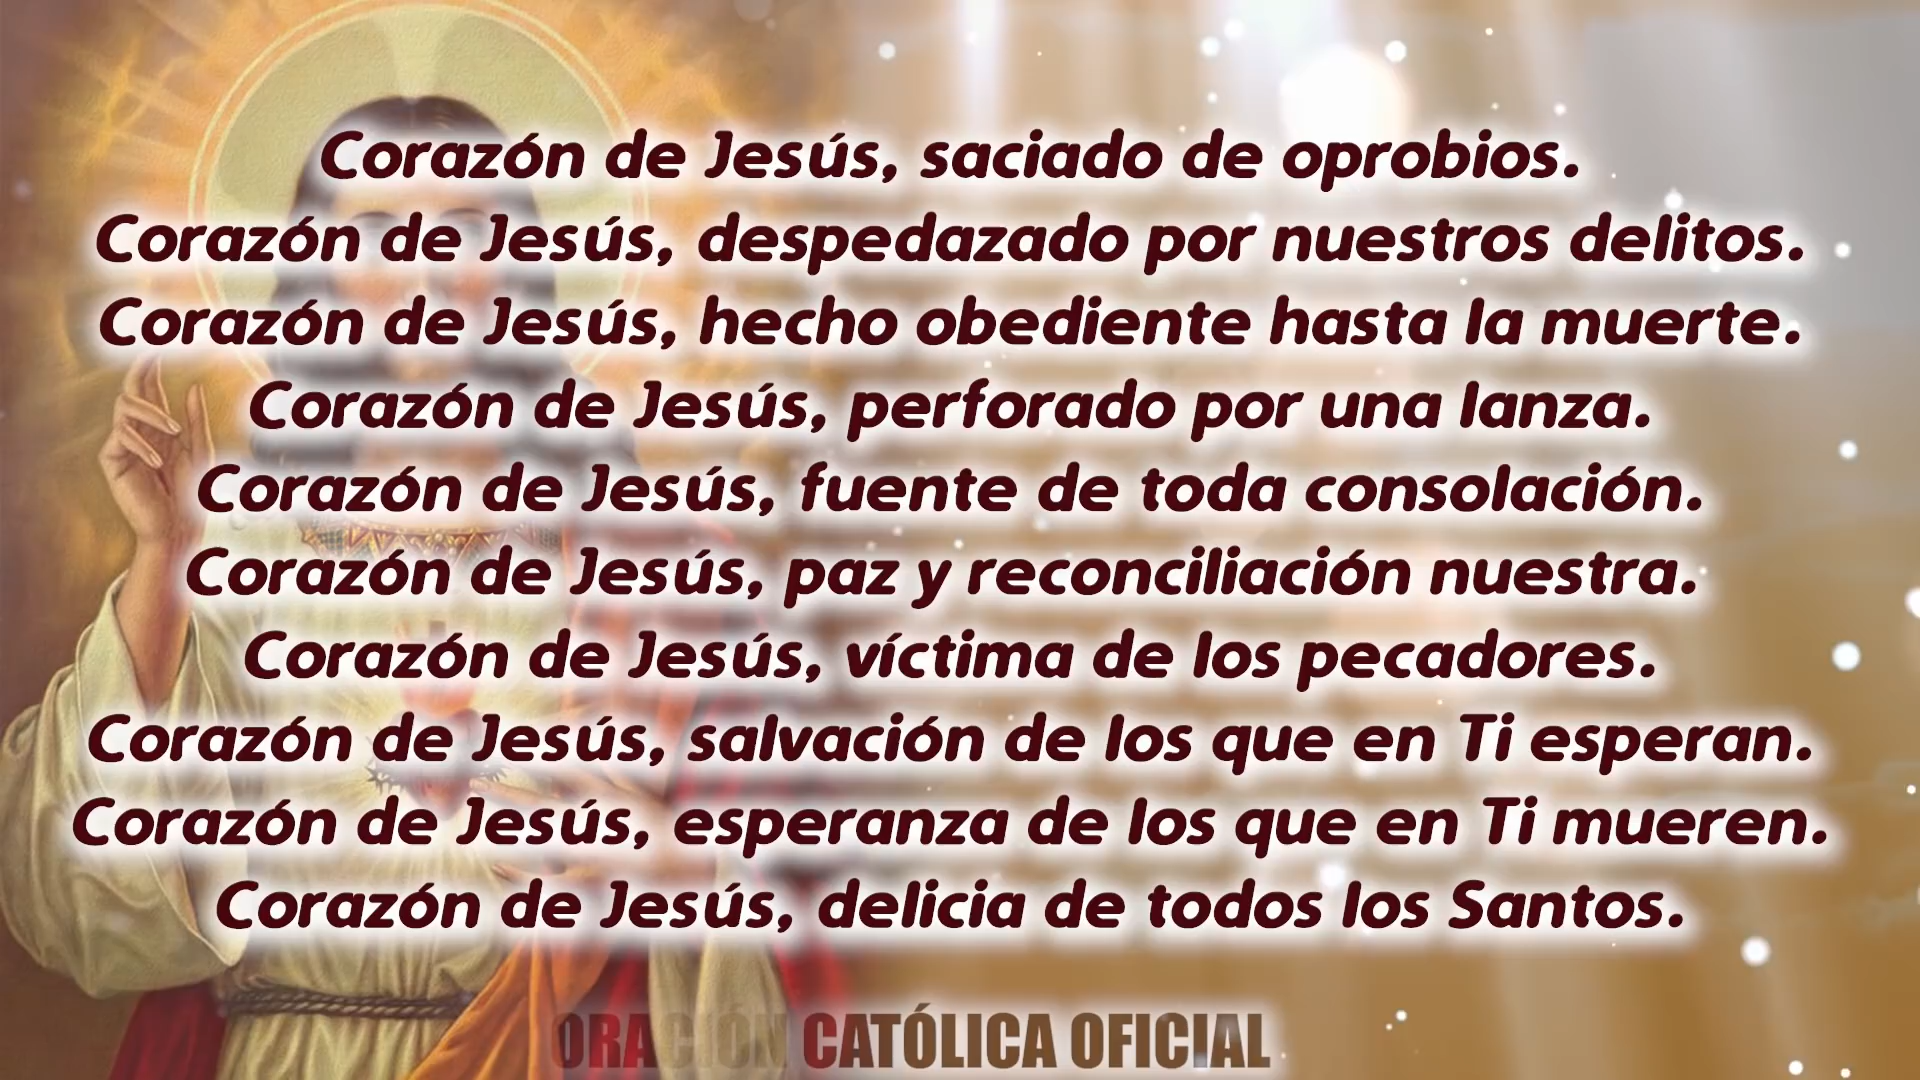 Corazón de Jesús, saciado de oprobios.
Corazón de Jesús, despedazado por nuestros delitos.
Corazón de Jesús, hecho obediente hasta la muerte.
Corazón de Jesús, perforado por una lanza.
Corazón de Jesús, fuente de toda consolación.
Corazón de Jesús, paz y reconciliación nuestra.
Corazón de Jesús, víctima de los pecadores.
Corazón de Jesús, salvación de los que en Ti esperan.
Corazón de Jesús, esperanza de los que en Ti mueren.
Corazón de Jesús, delicia de todos los Santos.
ORACIÓN CATÓLICA OFICIAL